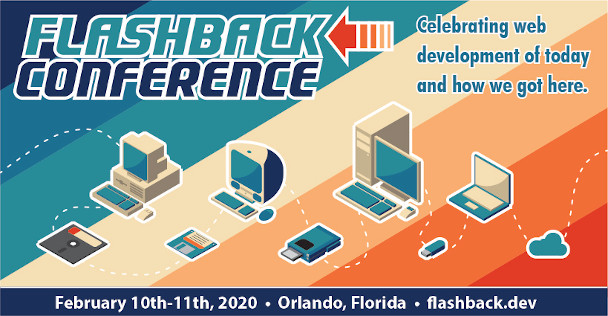 FLASHBACK
CONFERENCE
Celebrating web
development of today
and how we got here.
February 10th-11th, 2020 • Orlando, Florida • flashback.dev